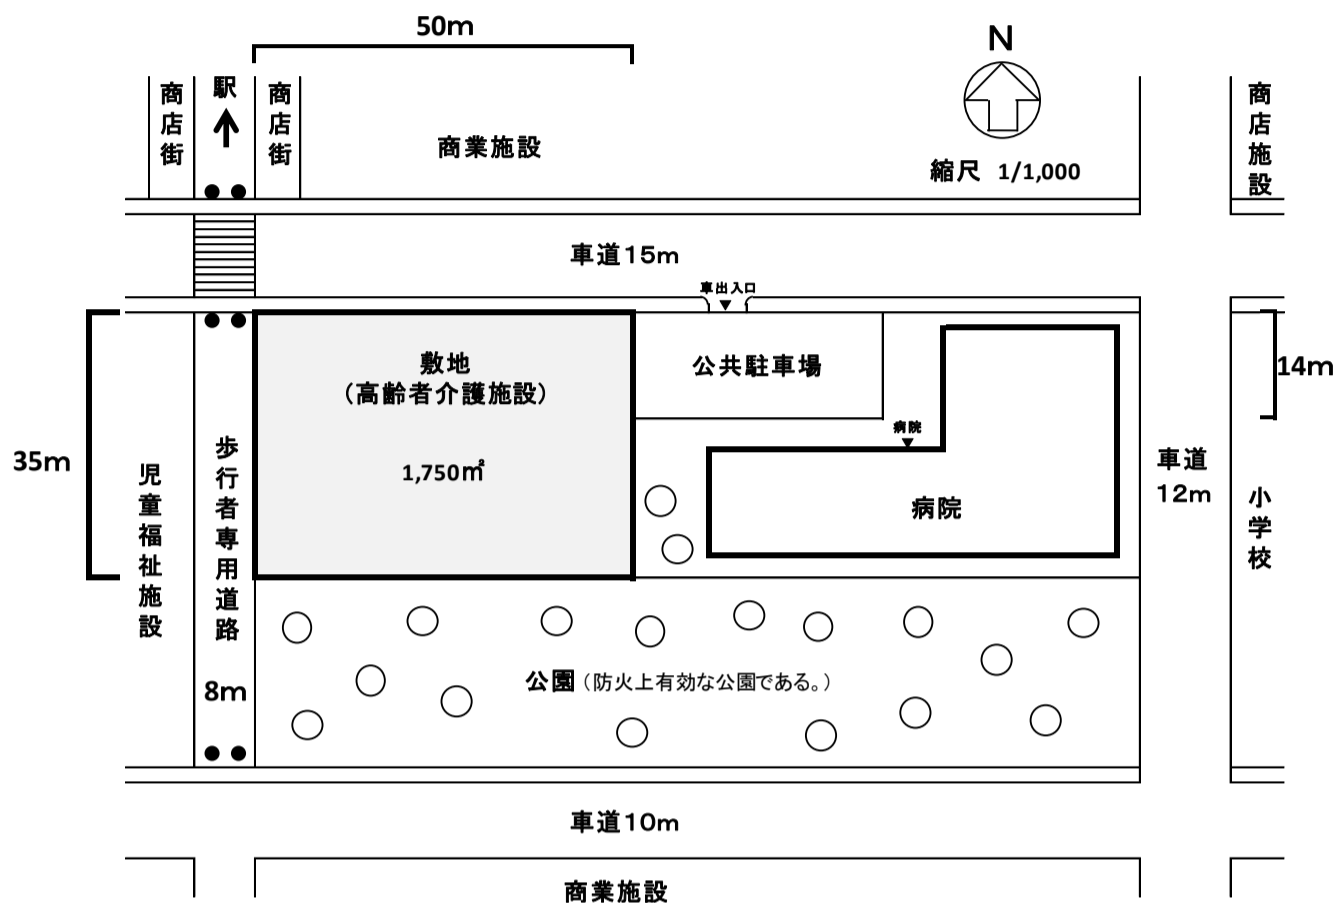 50m
N
商店街
駅
商店街
商業施設
縮尺 1/1,000
商店施設
車道15m
車出入口
敷地
(高齢者介護施設)
1,750㎡
公共駐車場
14m
35m
病院
病院
車道
12m
小学校
児童福祉施設
歩行者専用道路
8m
公園(防火上有効な公園である。)
車道10m
商業施設